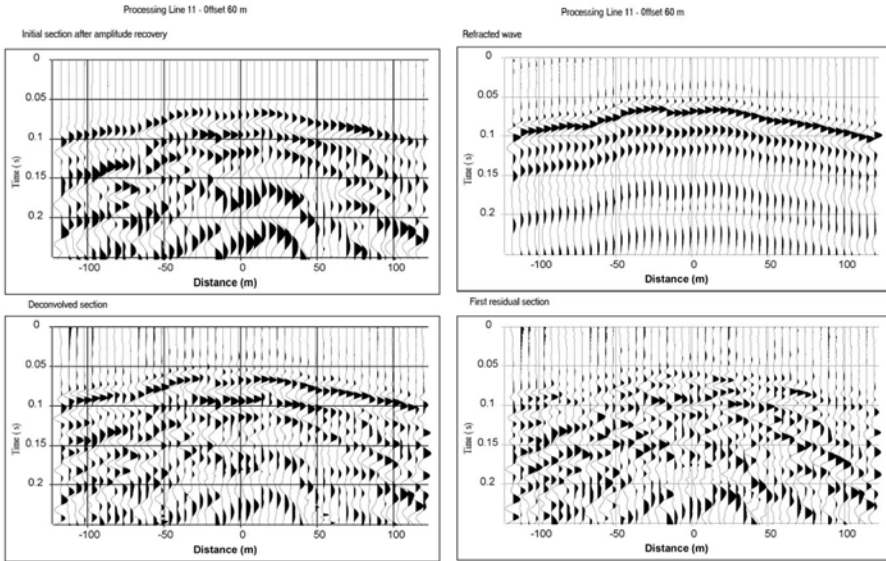 Processing Line 11 - Offset 60 m
Initial section after amplitude recovery
0
0.05
0.1
0.15
0.2
Time (s)
-100
-50
0
50
100
Distance (m)
Processing Line 11 - Offset 60 m
Refracted wave
0
0.05
0.1
0.15
0.2
Time (s)
-100
-50
0
50
100
Distance (m)
Deconvolved section
0
0.05
0.1
0.15
0.2
Time (s)
-100
-50
0
50
100
Distance (m)
First residual section
0
0.05
0.1
0.15
0.2
Time (s)
-100
-50
0
50
100
Distance (m)